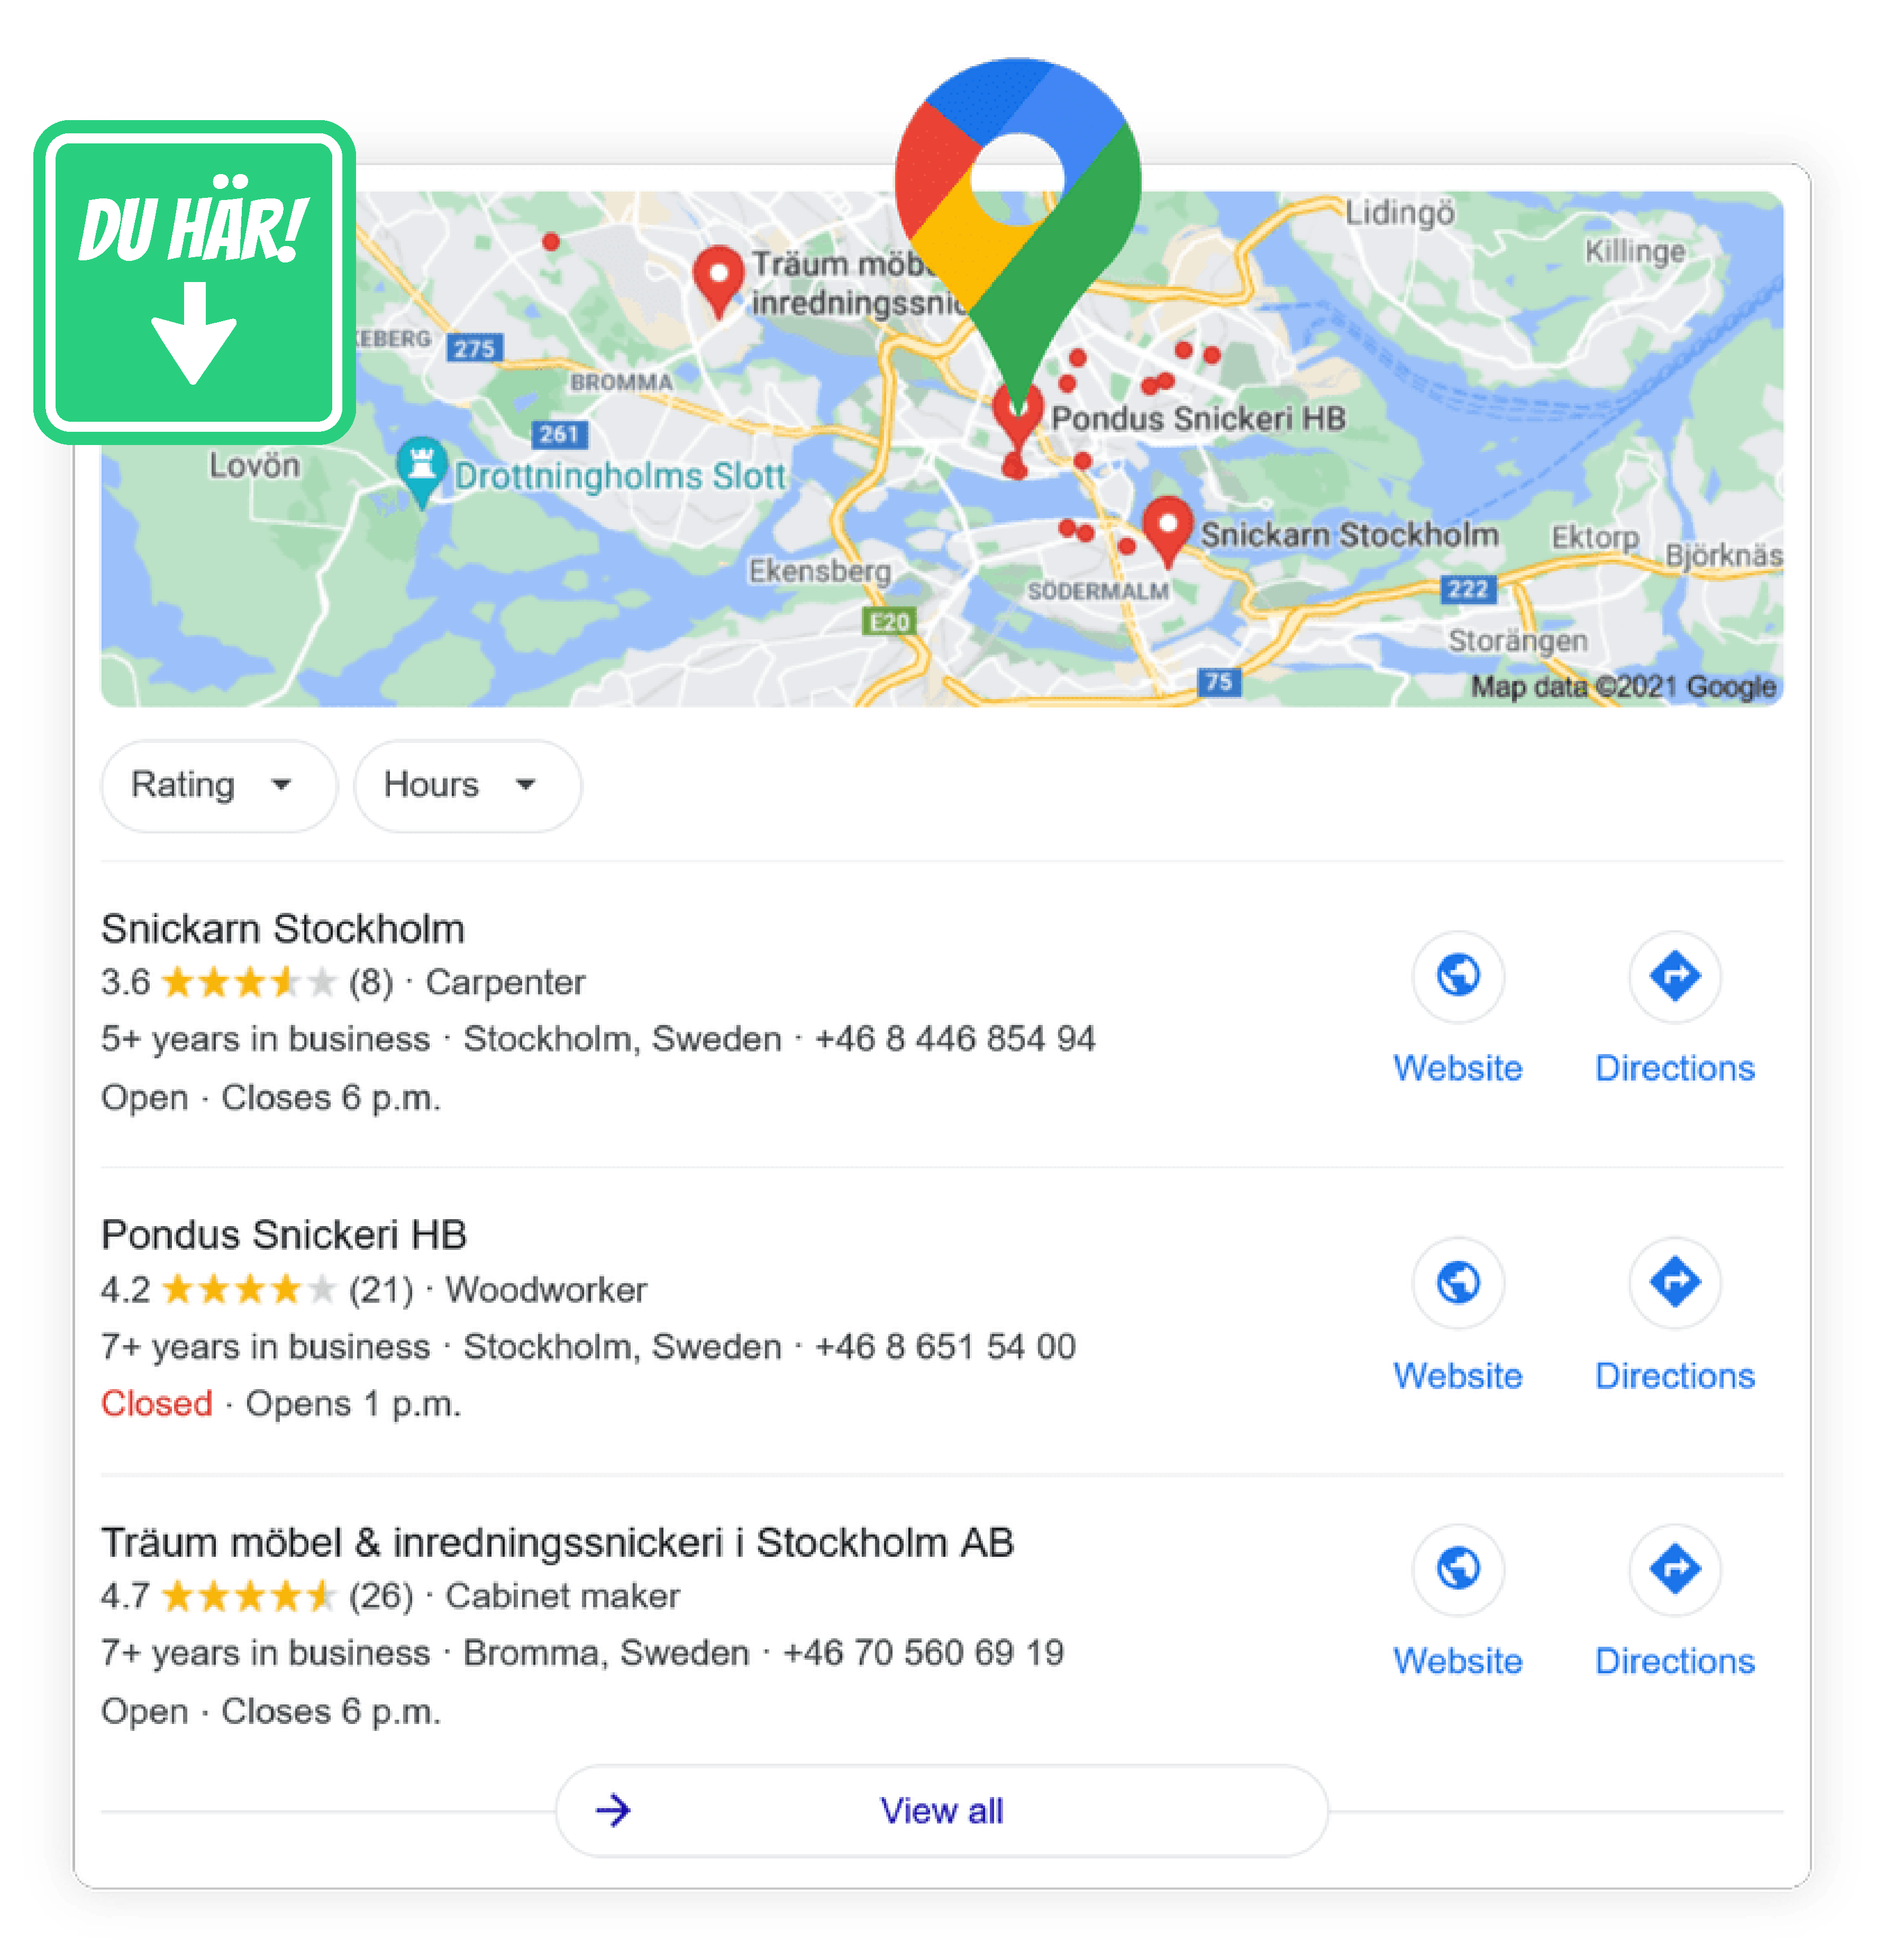 DU HÄR!
Lidingö
Killinge
Träum möb
inredningssni
275
BROMMA
261
Pondus Snickeri HB
Lovön
Drottningholms Slott
Snickarn Stockholm
Ektorp
Björknäs
Ekensberg
SÖDERMALM
222
E20
Storängen
75
Map data ©2021 Google
Rating
Hours
Snickarn Stockholm
3.6 (8) · Carpenter
5+ years in business · Stockholm, Sweden · +46 8 446 854 94
Open · Closes 6 p.m.
Website
Directions
Pondus Snickeri HB
4.2 (21) · Woodworker
7+ years in business · Stockholm, Sweden · +46 8 651 54 00
Closed · Opens 1 p.m.
Website
Directions
Träum möbel & inredningssnickeri i Stockholm AB
4.7 (26) · Cabinet maker
7+ years in business · Bromma, Sweden · +46 70 560 69 19
Open · Closes 6 p.m.
Website
Directions
View all